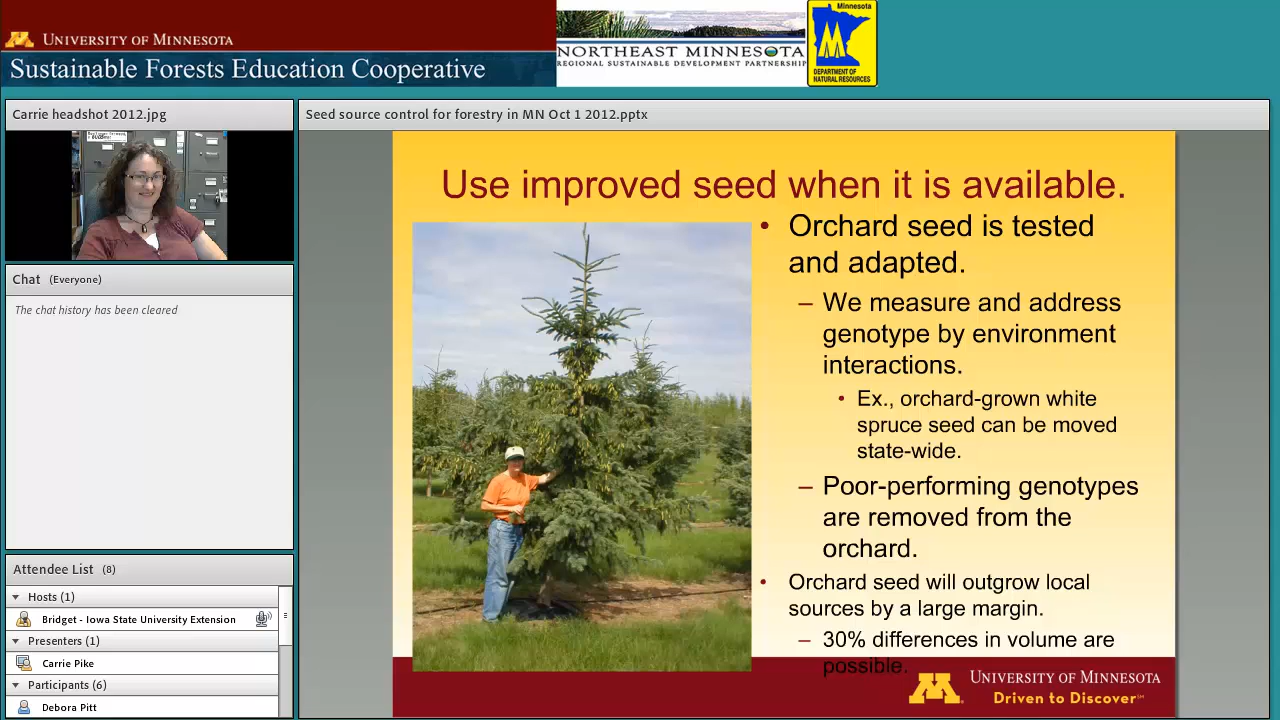 UNIVERSITY OF MINNESOTA
Sustainable Forests Education Cooperative
NORTHEAST MINNESOTA
REGIONAL SUSTAINABLE DEVELOPMENT PARTNERSHIP
Minnesota
DEPARTMENT OF
NATURAL RESOURCES
Carrie headshot 2012.jpg
Chat (Everyone)
The chat history has been cleared
Attendee List (8)
Hosts (1)
Bridget - Iowa State University Extension
Presenters (1)
Carrie Pike
Participants (6)
Debora Pitt
Seed source control for forestry in MN Oct 1 2012.pptx
Use improved seed when it is available.
• Orchard seed is tested
and adapted.
– We measure and address
genotype by environment
interactions.
• Ex., orchard-grown white
spruce seed can be moved
state-wide.
– Poor-performing genotypes
are removed from the
orchard.
• Orchard seed will outgrow local
sources by a large margin.
– 30% differences in volume are
possible.
UNIVERSITY OF MINNESOTA
Driven to Discover℠